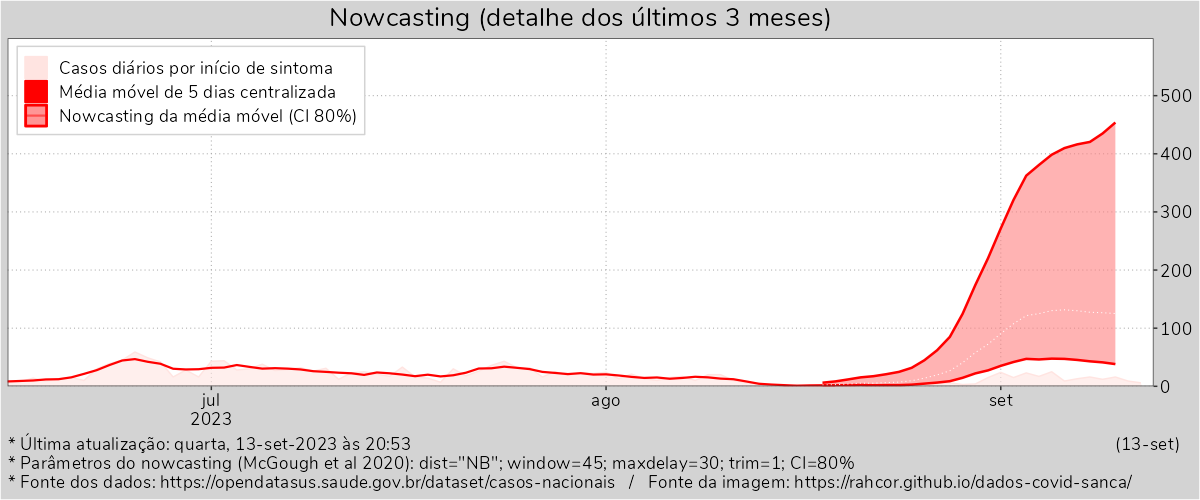 Nowcasting (detalhe dos últimos 3 meses)
Casos diários por início de sintoma
Média móvel de 5 dias centralizada
Nowcasting da média móvel (CI 80%)
500
400
300
200
100
0
jul
2023
ago
set
* Última atualização: quarta, 13-set-2023 às 20:53
(13-set)
* Parâmetros do nowcasting (McGough et al 2020): dist="NB"; window=45; maxdelay=30; trim=1; CI=80%
* Fonte dos dados: https://opendatasus.saude.gov.br/dataset/casos-nacionais / Fonte da imagem: https://rahcor.github.io/dados-covid-sanca/